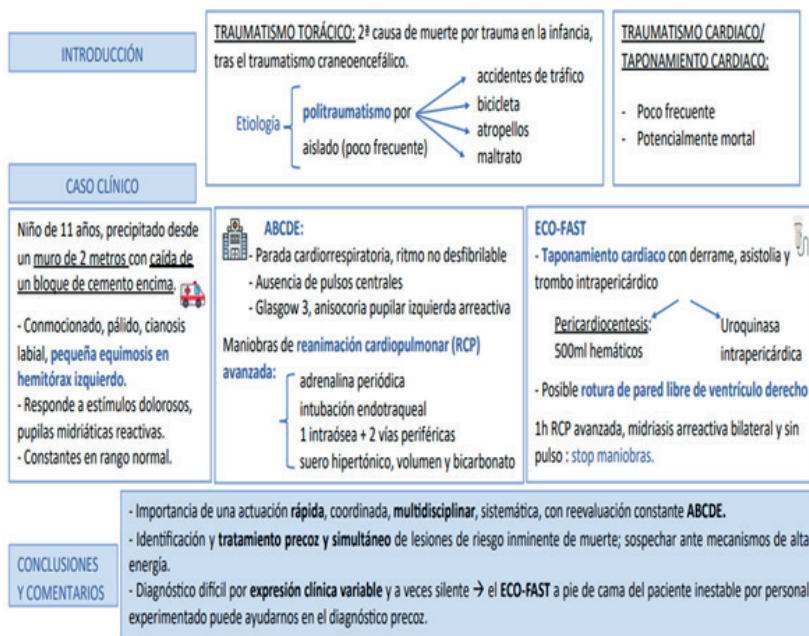 INTRODUCCIÓN
TRAUMATISMO TORÁCICO: 2ª causa de muerte por trauma en la infancia,
tras el traumatismo craneoencefálico.
Etiología
politraumatismo por
aislado (poco frecuente)
accidentes de tráfico
bicicleta
atropellos
maltrato
TRAUMATISMO CARDIACO/
TAPONAMIENTO CARDIACO:
- Poco frecuente
- Potencialmente mortal
CASO CLÍNICO
Niño de 11 años, precipitado desde
un muro de 2 metros con caída de
un bloque de cemento encima.
- Conmocionado, pálido, cianosis
labial, pequeña equimosis en
hemitórax izquierdo.
- Responde a estímulos dolorosos,
pupilas midriáticas reactivas.
- Constantes en rango normal.
ABCDE:
- Parada cardiorrespiratoria, ritmo no desfibrilable
- Ausencia de pulsos centrales
- Glasgow 3, anisocoria pupilar izquierda arreactiva
Maniobras de reanimación cardiopulmonar (RCP)
avanzada:
adrenalina periódica
intubación endotraqueal
1 intraósea + 2 vías periféricas
suero hipertónico, volumen y bicarbonato
ECO-FAST
- Taponamiento cardiaco con derrame, asistolia y
trombo intrapericárdico
Pericardiocentesis:
500ml hemáticos
Uroquinasa
intrapericárdica
- Posible rotura de pared libre de ventrículo derecho
1h RCP avanzada, midriasis arreactiva bilateral y sin
pulso : stop maniobras.
CONCLUSIONES
Y COMENTARIOS
- Importancia de una actuación rápida, coordinada, multidisciplinar, sistemática, con reevaluación constante ABCDE.
- Identificación y tratamiento precoz y simultáneo de lesiones de riesgo inminente de muerte; sospechar ante mecanismos de alta
energía.
- Diagnóstico difícil por expresión clínica variable y a veces silente → el ECO-FAST a pie de cama del paciente inestable por personal
experimentado puede ayudarnos en el diagnóstico precoz.